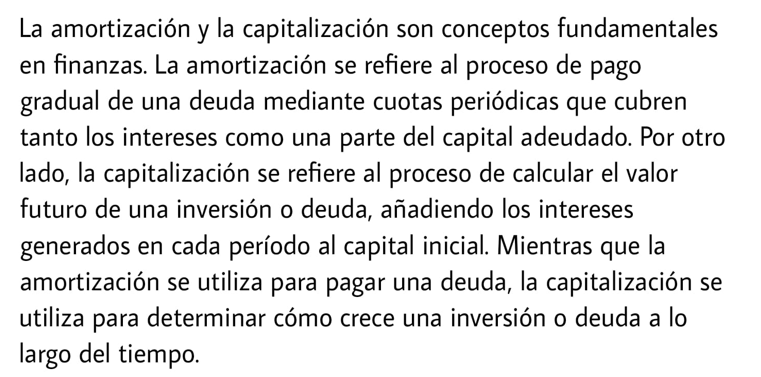 La amortización y la capitalización son conceptos fundamentales
en finanzas. La amortización se refiere al proceso de pago
gradual de una deuda mediante cuotas periódicas que cubren
tanto los intereses como una parte del capital adeudado. Por otro
lado, la capitalización se refiere al proceso de calcular el valor
futuro de una inversión o deuda, añadiendo los intereses
generados en cada período al capital inicial. Mientras que la
amortización se utiliza para pagar una deuda, la capitalización se
utiliza para determinar cómo crece una inversión o deuda a lo
largo del tiempo.